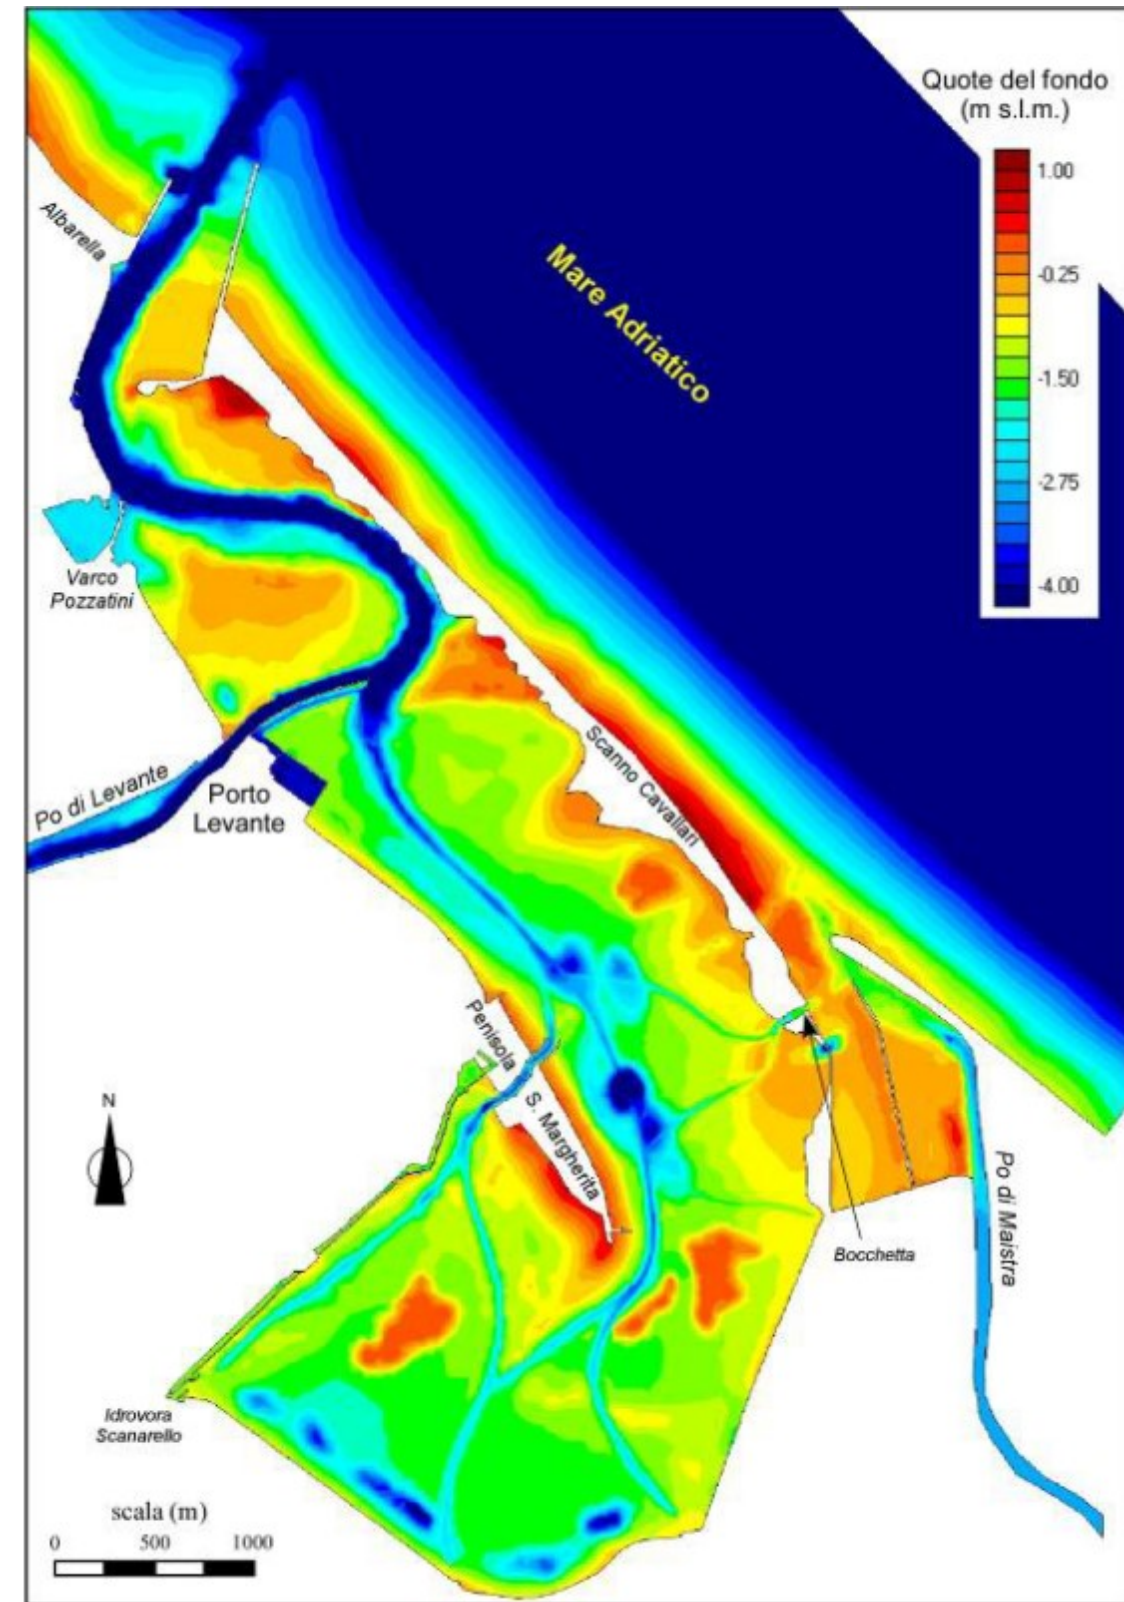 Quote del fondo
(m s.l.m.)
1.00
-0.25
-1.50
-2.75
-4.00
Albarella
Mare Adriatico
Varco
Pozzatini
Po di Levante
Porto
Levante
Scanno Cavallari
Penisola
S. Margherita
N
Po di Maistra
Bocchetta
Idrovora
Scanarello
scala (m)
0 500 1000